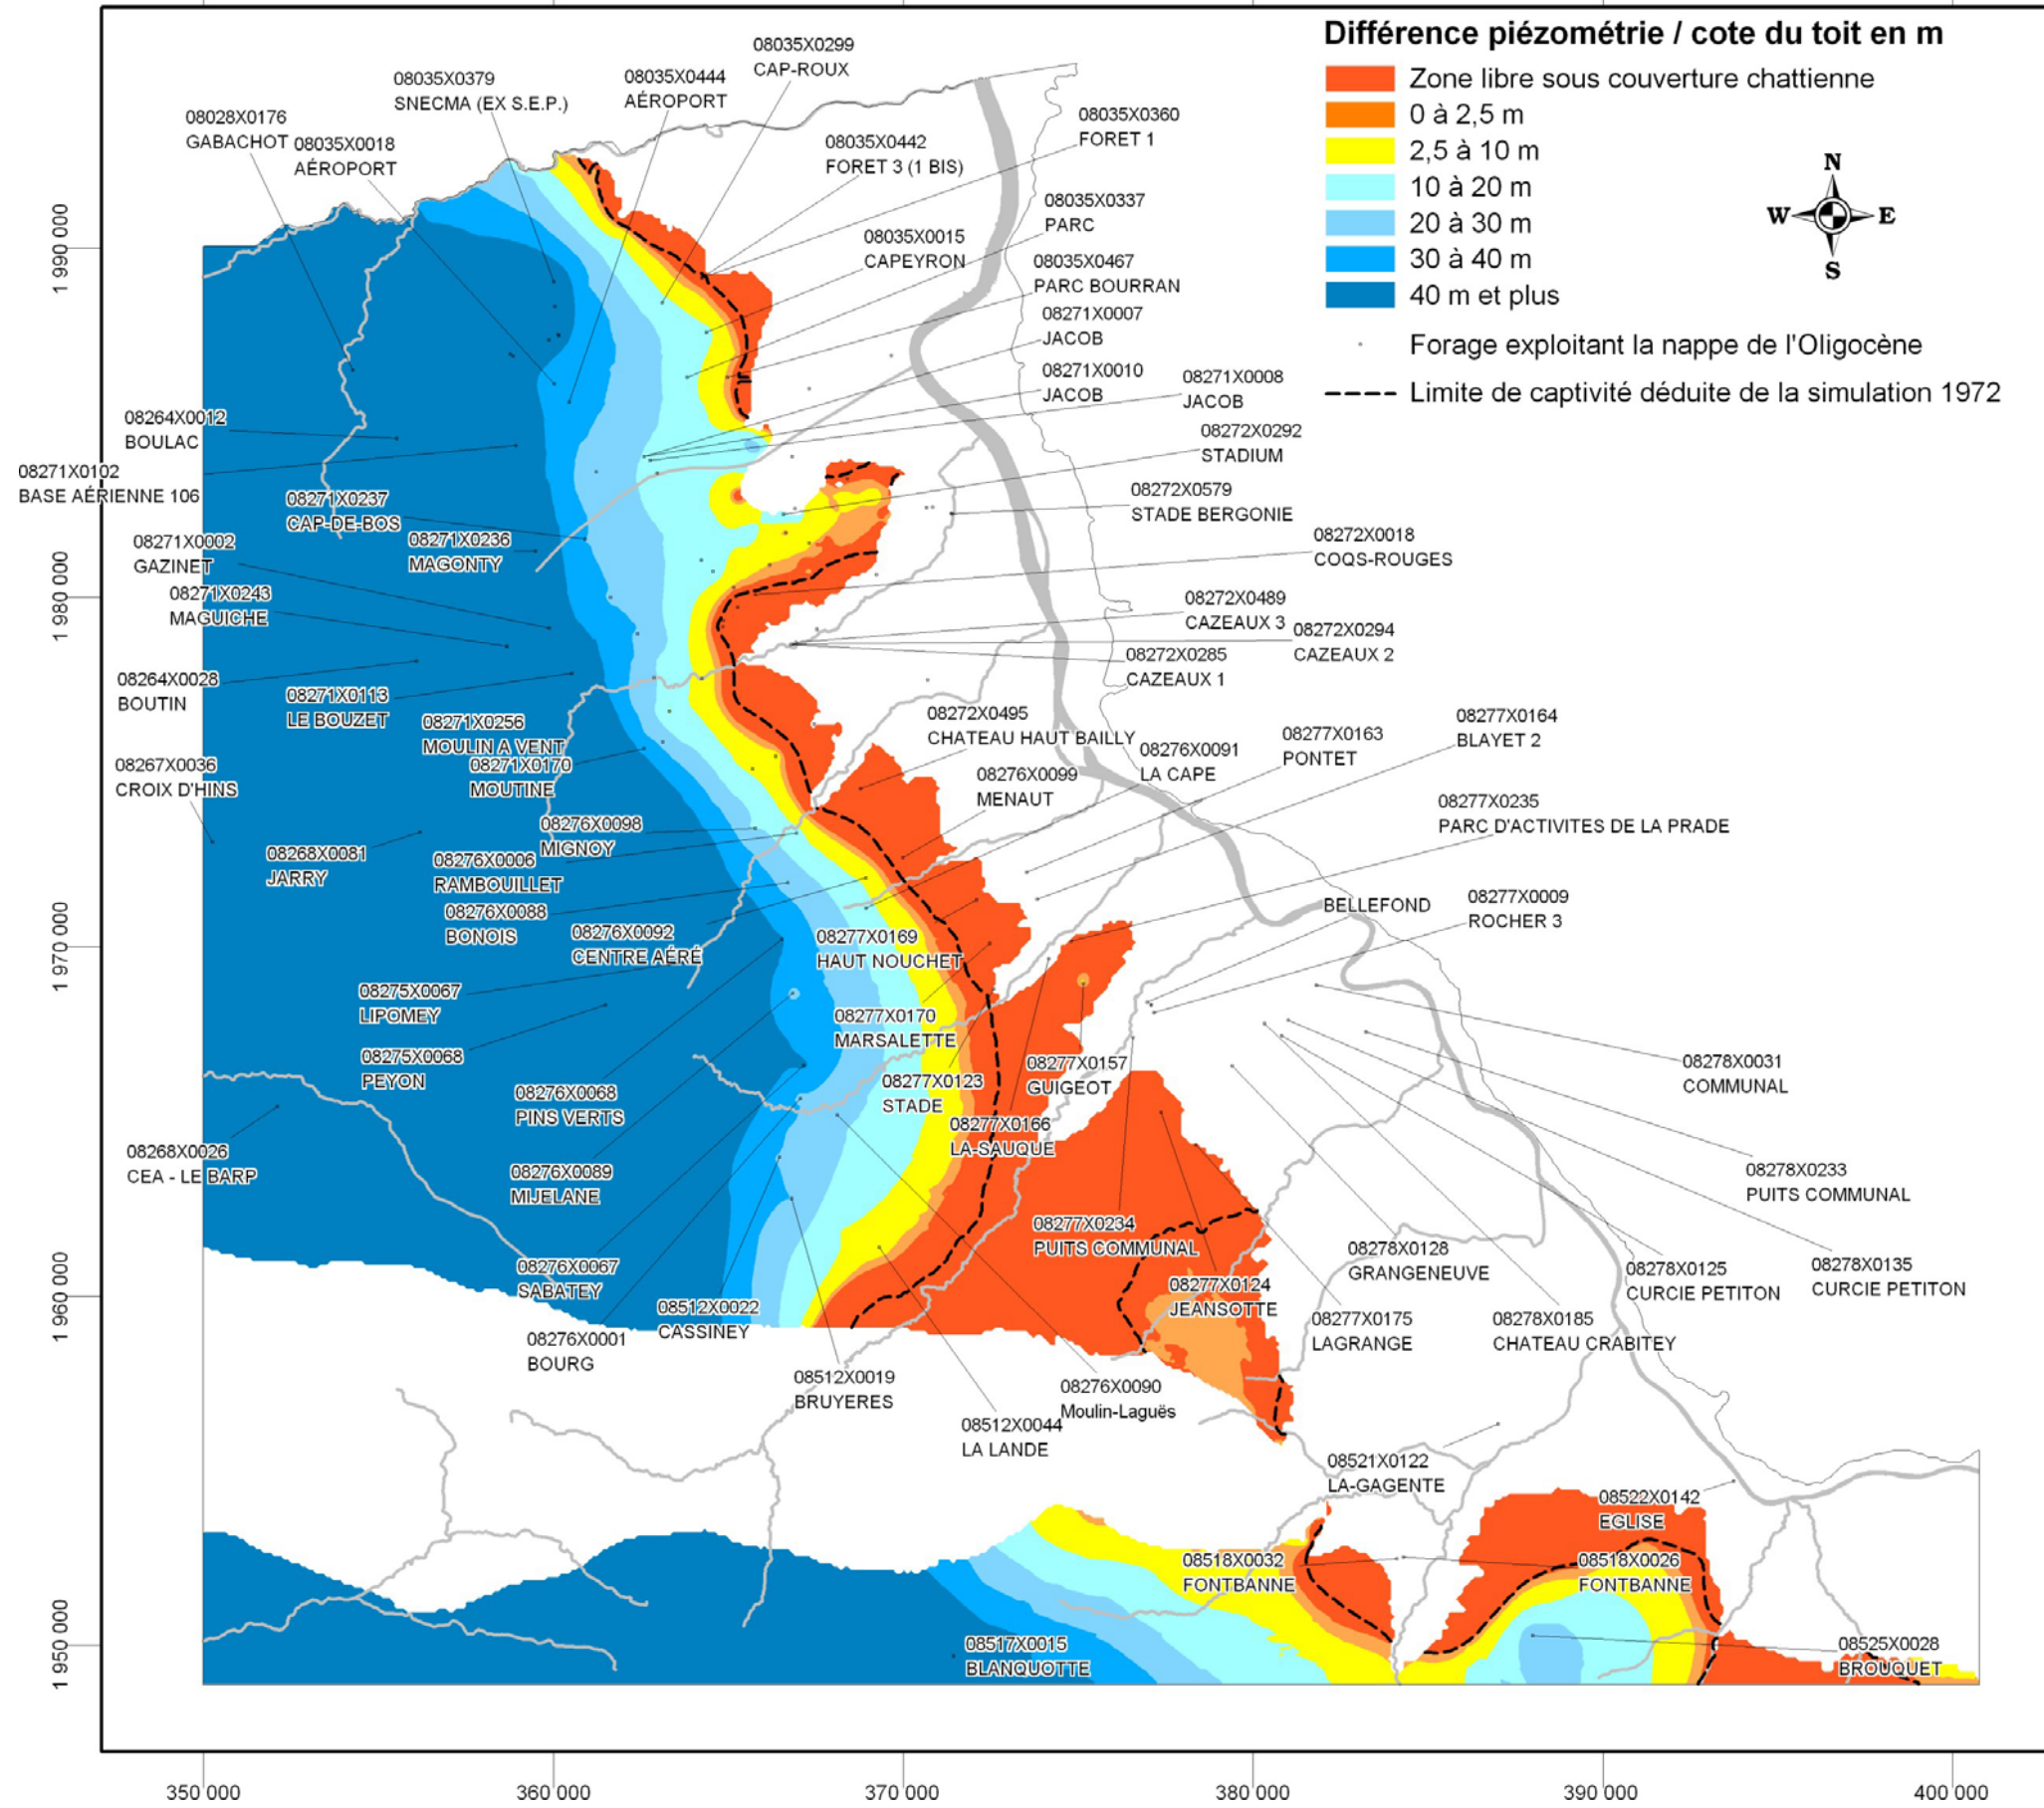 Différence piézométrie / cote du toit en m
Zone libre sous couverture chattienne
0 à 2,5 m
2,5 à 10 m
10 à 20 m
20 à 30 m
30 à 40 m
40 m et plus
Forage exploitant la nappe de l'Oligocène
Limite de captivité déduite de la simulation 1972
N
W
E
S
08035X0299
CAP-ROUX
08035X0379
SNECMA (EX S.E.P.)
08035X0444
AÉROPORT
08028X0176
GABACHOT
08035X0018
AÉROPORT
08035X0442
FORET 3 (1 BIS)
08035X0360
FORET 1
08035X0337
PARC
08035X0015
CAPEYRON
08035X0467
PARC BOURRAN
08271X0007
JACOB
08271X0010
JACOB
08271X0008
JACOB
08272X0292
STADIUM
08272X0579
STADE BERGONIE
08272X0018
COQS-ROUGES
08272X0489
CAZEAUX 3
08272X0294
CAZEAUX 2
08272X0285
CAZEAUX 1
08264X0012
BOULAC
08271X0102
BASE AÉRIENNE 106
08271X0237
CAP-DE-BOS
08271X0002
GAZINET
08271X0236
MAGONTY
08271X0243
MAGUICHE
08264X0028
BOUTIN
08271X0113
LE BOUZET
08271X0256
MOULIN A VENT
08271X0170
MOUTINE
08267X0036
CROIX D'HINS
08268X0081
JARRY
08276X0098
MIGNOY
08276X0006
RAMBOUILLET
08276X0088
BONOIS
08276X0092
CENTRE AÉRÉ
08275X0067
LIPOMEY
08275X0068
PEYON
08276X0068
PINS VERTS
08268X0026
CEA - LE BARP
08276X0089
MIJELANE
08276X0067
SABATEY
08276X0001
BOURG
08512X0022
CASSINEY
08512X0019
BRUYERES
08512X0044
LA LANDE
08276X0090
Moulin-Laguës
08272X0495
CHATEAU HAUT BAILLY
08276X0099
MENAUT
08276X0091
LA CAPE
08277X0163
PONTET
08277X0164
BLAYET 2
08277X0235
PARC D'ACTIVITES DE LA PRADE
BELLEFOND
08277X0009
ROCHER 3
08277X0169
HAUT NOUCHET
08277X0170
MARSALETTE
08277X0123
STADE
08277X0157
GUIGEOT
08277X0166
LA-SAUQUE
08277X0234
PUITS COMMUNAL
08277X0124
JEANSOTTE
08278X0031
COMMUNAL
08278X0233
PUITS COMMUNAL
08278X0128
GRANGENEUVE
08278X0125
CURCIE PETITON
08278X0135
CURCIE PETITON
08277X0175
LAGRANGE
08278X0185
CHATEAU CRABITEY
08521X0122
LA-GAGENTE
08522X0142
EGLISE
08518X0032
FONTBANNE
08518X0026
FONTBANNE
08517X0015
BLANQUOTTE
08525X0028
BROUQUET
1 990 000
1 980 000
1 970 000
1 960 000
1 950 000
350 000
360 000
370 000
380 000
390 000
400 000